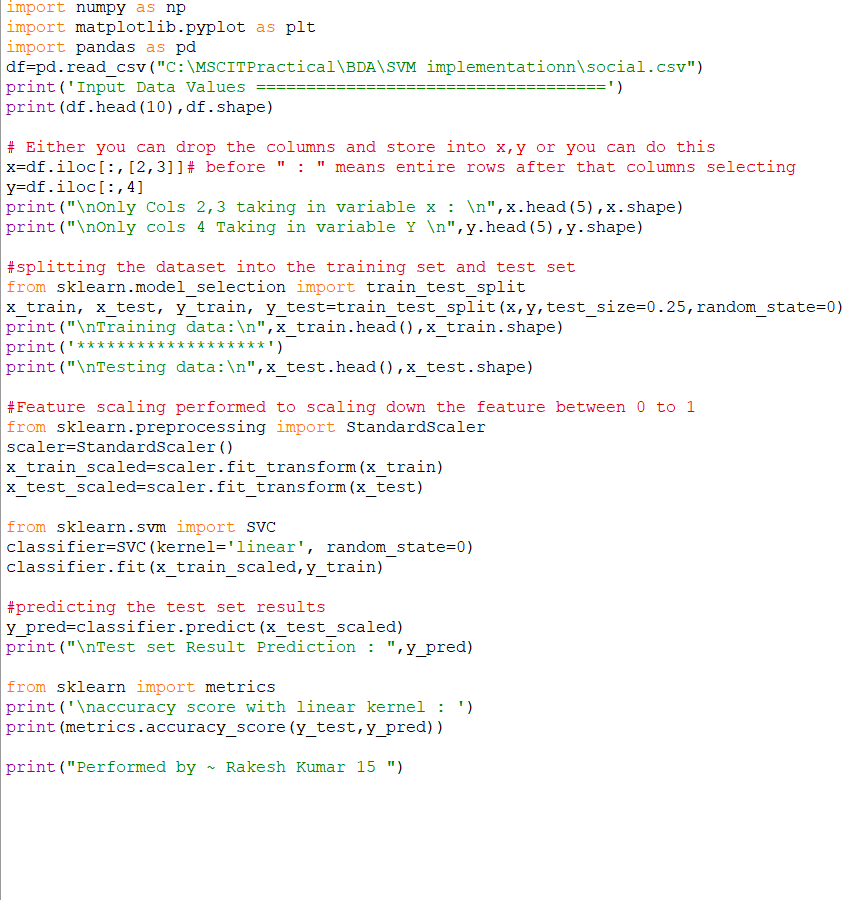 import numpy as np
import matplotlib.pyplot as plt
import pandas as pd
df=pd.read_csv("C:\MSCITPractical\BDA\SVM implementationn\social.csv")
print('Input Data Values ===================================')
print(df.head(10),df.shape)
# Either you can drop the columns and store into x,y or you can do this
x=df.iloc[:,[2,3]]# before " : " means entire rows after that columns selecting
y=df.iloc[:,4]
print("\nOnly Cols 2,3 taking in variable x : \n",x.head(5),x.shape)
print("\nOnly cols 4 Taking in variable Y \n",y.head(5),y.shape)
#splitting the dataset into the training set and test set
from sklearn.model_selection import train_test_split
x_train, x_test, y_train, y_test=train_test_split(x,y,test_size=0.25,random_state=0)
print("\nTraining data:\n",x_train.head(),x_train.shape)
print('*******************')
print("\nTesting data:\n",x_test.head(),x_test.shape)
#Feature scaling performed to scaling down the feature between 0 to 1
from sklearn.preprocessing import StandardScaler
scaler=StandardScaler()
x_train_scaled=scaler.fit_transform(x_train)
x_test_scaled=scaler.fit_transform(x_test)
from sklearn.svm import SVC
classifier=SVC(kernel='linear', random_state=0)
classifier.fit(x_train_scaled,y_train)
#predicting the test set results
y_pred=classifier.predict(x_test_scaled)
print("\nTest set Result Prediction : ",y_pred)
from sklearn import metrics
print('\naccuracy score with linear kernel : ')
print(metrics.accuracy_score(y_test,y_pred))
print("Performed by ~ Rakesh Kumar 15 ")